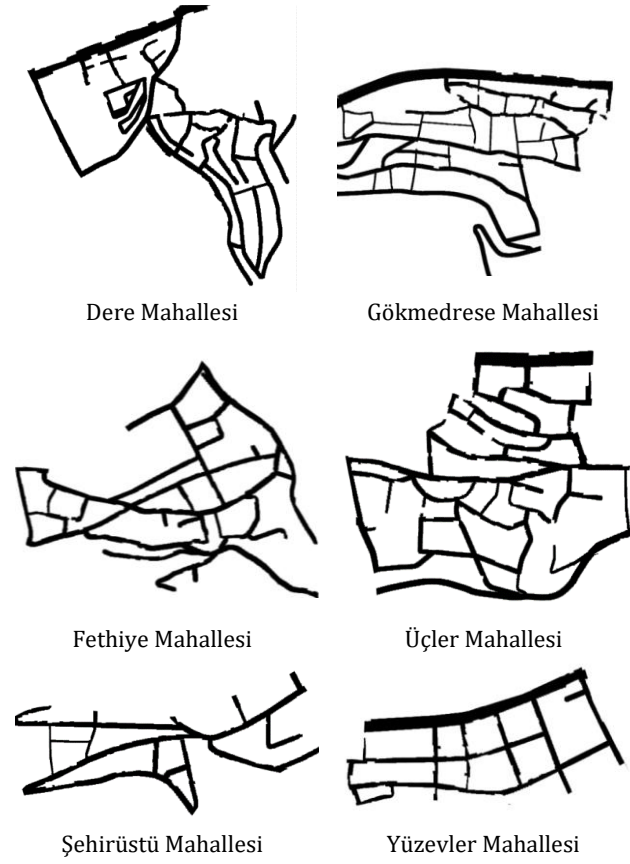 Dere Mahallesi
Gökmedrese Mahallesi
Fethiye Mahallesi
Üçler Mahallesi
Şehirüstü Mahallesi
Yüzevler Mahallesi